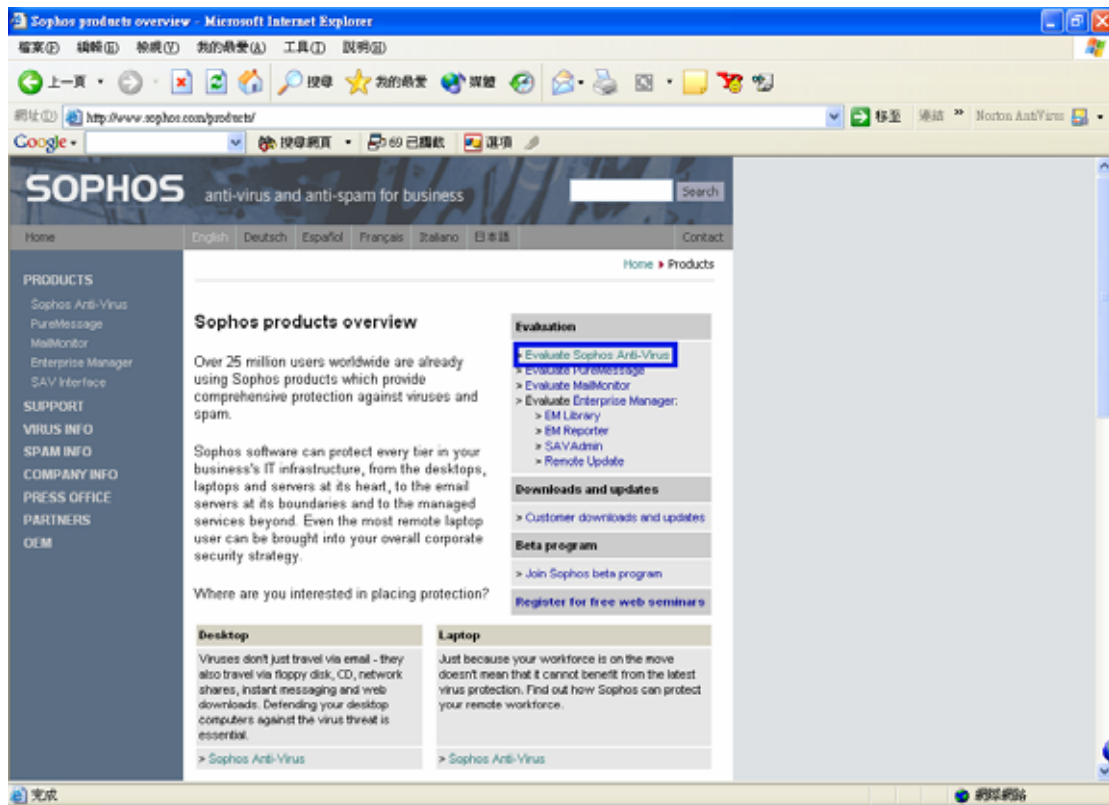 Sophos products overview - Microsoft Internet Explorer
檔案(F) 編輯(E) 檢視(V) 我的最愛(A) 工具(T) 說明(H)
上一頁 搜尋 我的最愛 媒體
網址(D) http://www.sophos.com/products/ 移至 連結 » Norton AntiVirus
Google 搜尋網頁 69 已攔截 選項
SOPHOS anti-virus and anti-spam for business Search
Home English Deutsch Español Français Italiano 日本語 Contact
Home Products
PRODUCTS
Sophos Anti-Virus
PureMessage
MailMonitor
Enterprise Manager
SAV Interface
SUPPORT
VIRUS INFO
SPAM INFO
COMPANY INFO
PRESS OFFICE
PARTNERS
OEM
Sophos products overview
Over 25 million users worldwide are already
using Sophos products which provide
comprehensive protection against viruses and
spam.
Sophos software can protect every tier in your
business's IT infrastructure, from the desktops,
laptops and servers at its heart, to the email
servers at its boundaries and to the managed
services beyond. Even the most remote laptop
user can be brought into your overall corporate
security strategy.
Where are you interested in placing protection?
Evaluation
» Evaluate Sophos Anti-Virus
» Evaluate PureMessage
» Evaluate MailMonitor
» Evaluate Enterprise Manager:
» EM Library
» EM Reporter
» SAVAdmin
» Remote Update
Downloads and updates
» Customer downloads and updates
Beta program
» Join Sophos beta program
Register for free web seminars
Desktop
Viruses don't just travel via email - they
also travel via floppy disk, CD, network
shares, instant messaging and web
downloads. Defending your desktop
computers against the virus threat is
essential.
» Sophos Anti-Virus
Laptop
Just because your workforce is on the move
doesn't mean that it cannot benefit from the latest
virus protection. Find out how Sophos can protect
your remote workforce.
» Sophos Anti-Virus
完成 網際網路